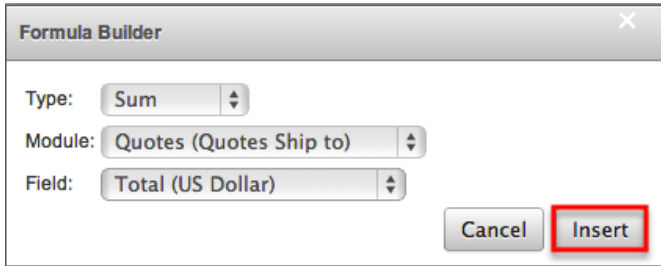 Formula Builder
Type: Sum
Module: Quotes (Quotes Ship to)
Field: Total (US Dollar)
Cancel Insert